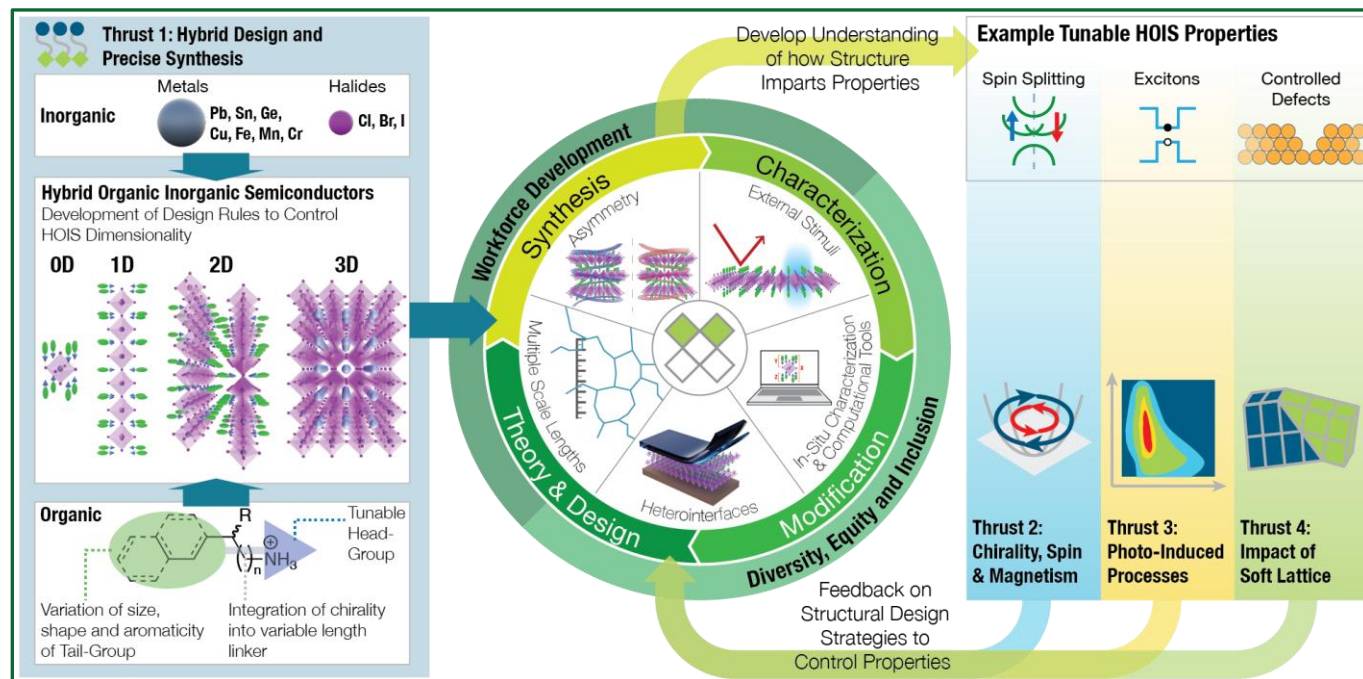 Thrust 1: Hybrid Design and
Precise Synthesis
Inorganic
Metals
Pb, Sn, Ge,
Cu, Fe, Mn, Cr
Halides
Cl, Br, I
Hybrid Organic Inorganic Semiconductors
Development of Design Rules to Control
HOIS Dimensionality
0D
1D
2D
3D
Organic
R
n
NH3
+
Tunable
Head-
Group
Variation of size,
shape and aromaticity
of Tail-Group
Integration of chirality
into variable length
linker
Workforce Development
Diversity, Equity and Inclusion
Synthesis
Characterization
Modification
Theory & Design
Asymmetry
External Stimuli
In-Situ Characterization
& Computational Tools
Heterointerfaces
Multiple Scale Lengths
Develop Understanding
of how Structure
Imparts Properties
Feedback on
Structural Design
Strategies to
Control Properties
Example Tunable HOIS Properties
Spin Splitting
Excitons
Controlled
Defects
Thrust 2:
Chirality, Spin
& Magnetism
Thrust 3:
Photo-Induced
Processes
Thrust 4:
Impact of
Soft Lattice